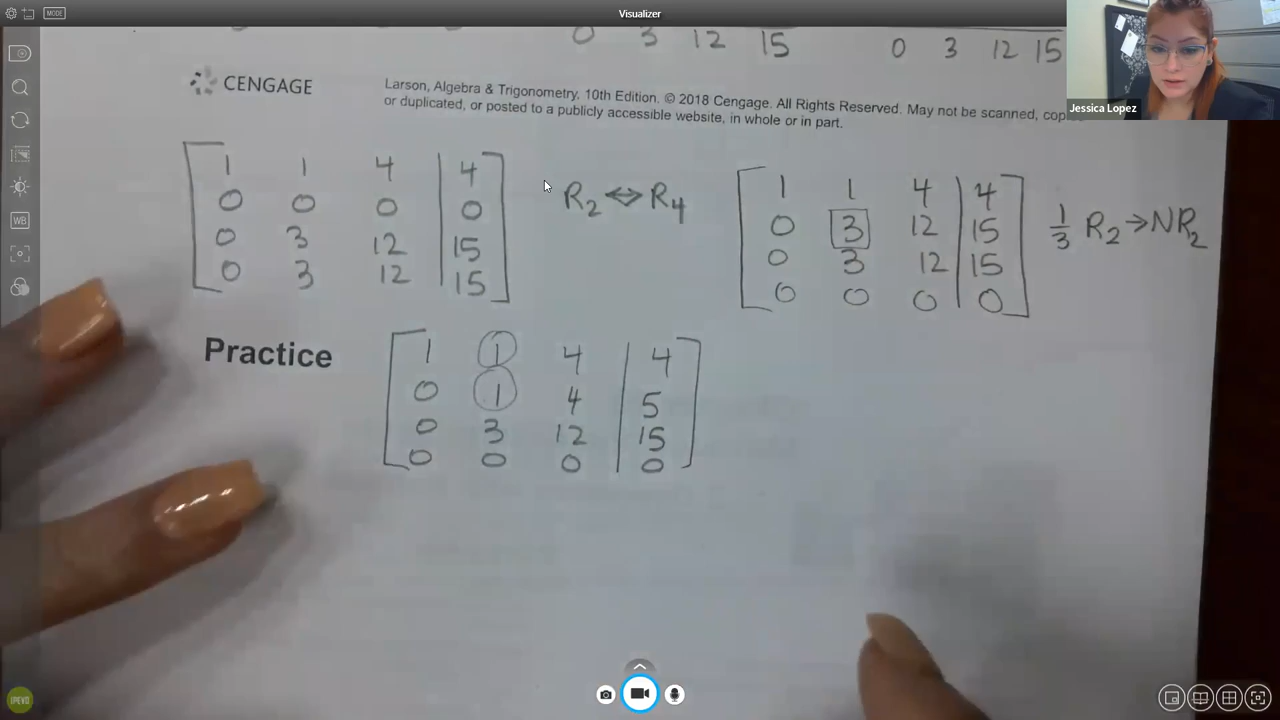 MODE
Visualizer
0 3 12 15
0 3 12 15
CENGAGE
Larson, Algebra & Trigonometry, 10th Edition. © 2018 Cengage. All Rights Reserved. May not be scanned,
or duplicated, or posted to a publicly accessible website, in whole or in part.
Jessica Lopez
1 1 4 | 4
0 0 0 | 0
0 3 12 | 15
0 3 12 | 15
R2 ⇔ R4
1 1 4 | 4
0 3 12 | 15
0 3 12 | 15
0 0 0 | 0
1/3 R2 → NR2
Practice
1 1 4 | 4
0 1 4 | 5
0 3 12 | 15
0 0 0 | 0
WB
IPEVO